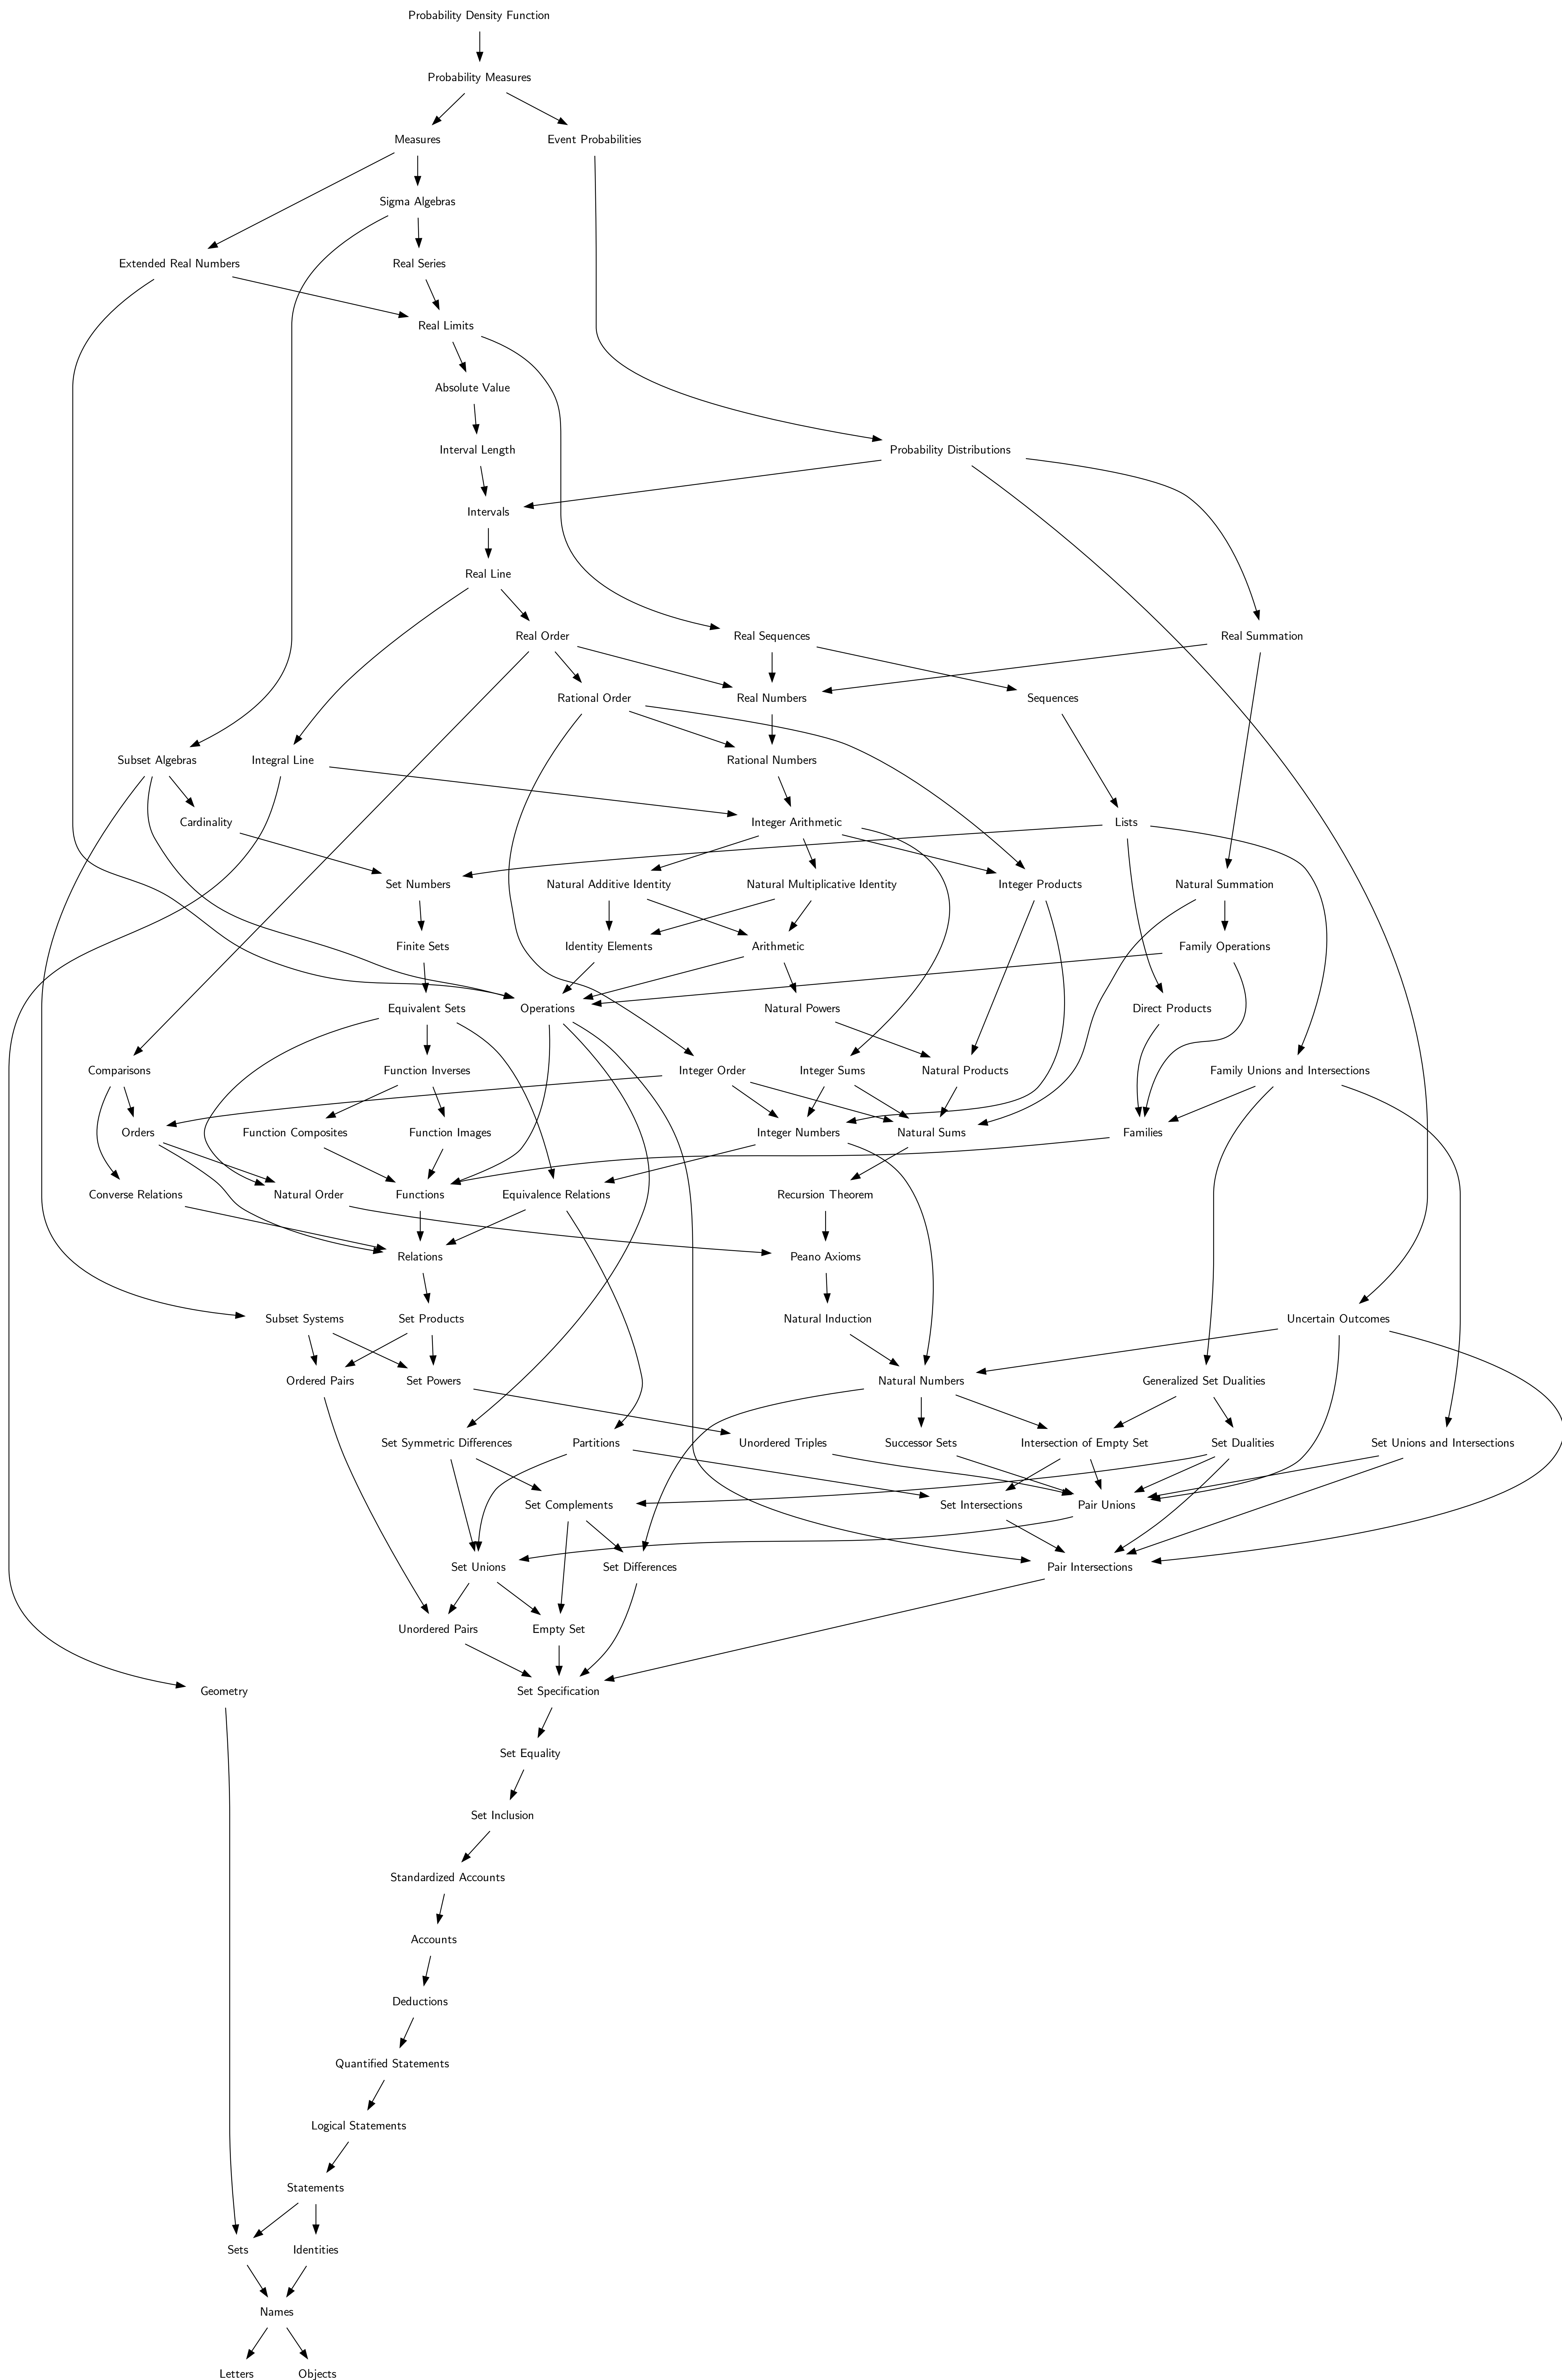 Probability Density Function
Probability Measures
Measures
Event Probabilities
Sigma Algebras
Extended Real Numbers
Real Series
Real Limits
Absolute Value
Interval Length
Probability Distributions
Intervals
Real Line
Real Order
Real Sequences
Real Summation
Rational Order
Real Numbers
Sequences
Subset Algebras
Integral Line
Rational Numbers
Cardinality
Integer Arithmetic
Lists
Set Numbers
Natural Additive Identity
Natural Multiplicative Identity
Integer Products
Natural Summation
Finite Sets
Identity Elements
Arithmetic
Family Operations
Equivalent Sets
Operations
Natural Powers
Direct Products
Comparisons
Function Inverses
Integer Order
Integer Sums
Natural Products
Family Unions and Intersections
Orders
Function Composites
Function Images
Integer Numbers
Natural Sums
Families
Converse Relations
Natural Order
Functions
Equivalence Relations
Recursion Theorem
Relations
Peano Axioms
Subset Systems
Set Products
Natural Induction
Uncertain Outcomes
Ordered Pairs
Set Powers
Natural Numbers
Generalized Set Dualities
Set Symmetric Differences
Partitions
Unordered Triples
Successor Sets
Intersection of Empty Set
Set Dualities
Set Unions and Intersections
Set Complements
Set Intersections
Pair Unions
Set Unions
Set Differences
Pair Intersections
Unordered Pairs
Empty Set
Geometry
Set Specification
Set Equality
Set Inclusion
Standardized Accounts
Accounts
Deductions
Quantified Statements
Logical Statements
Statements
Sets
Identities
Names
Letters
Objects